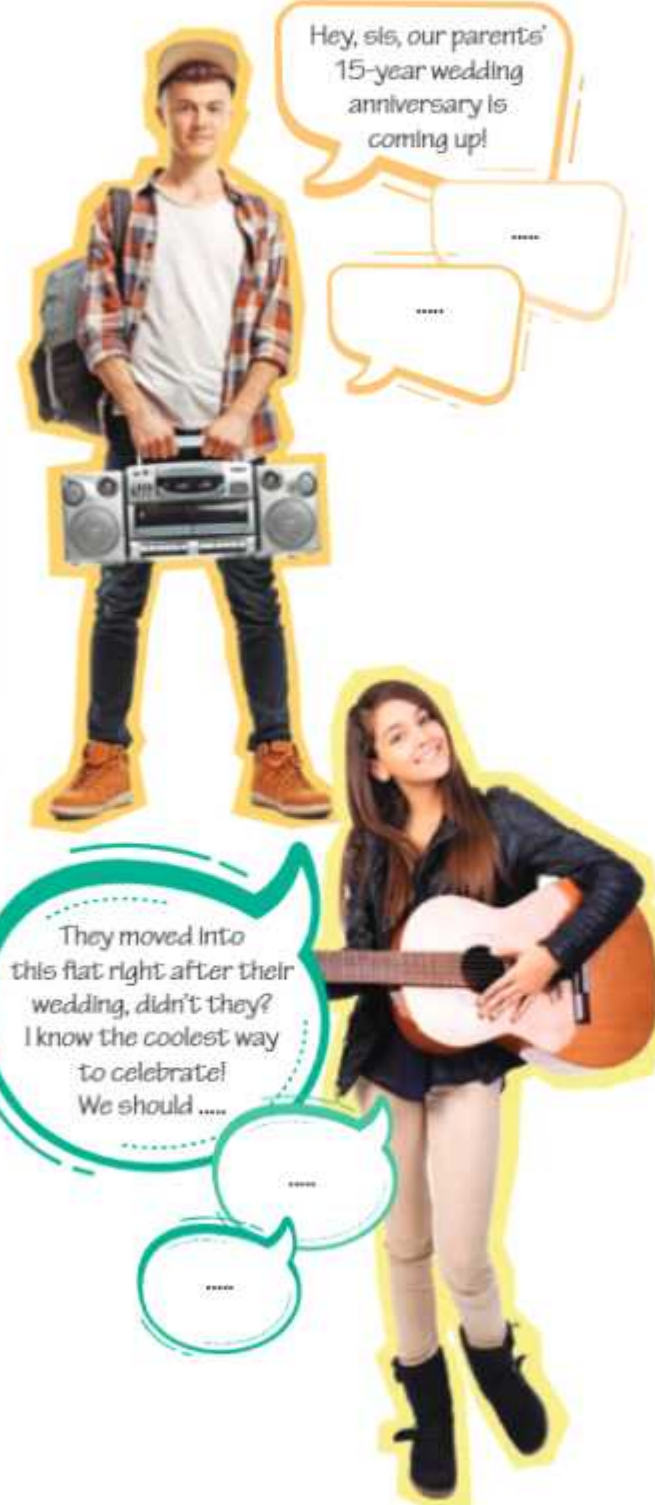 Hey, sis, our parents'
15-year wedding
anniversary is
coming up!
.....
.....
They moved into
this flat right after their
wedding, didn't they?
I know the coolest way
to celebrate!
We should .....
.....
.....